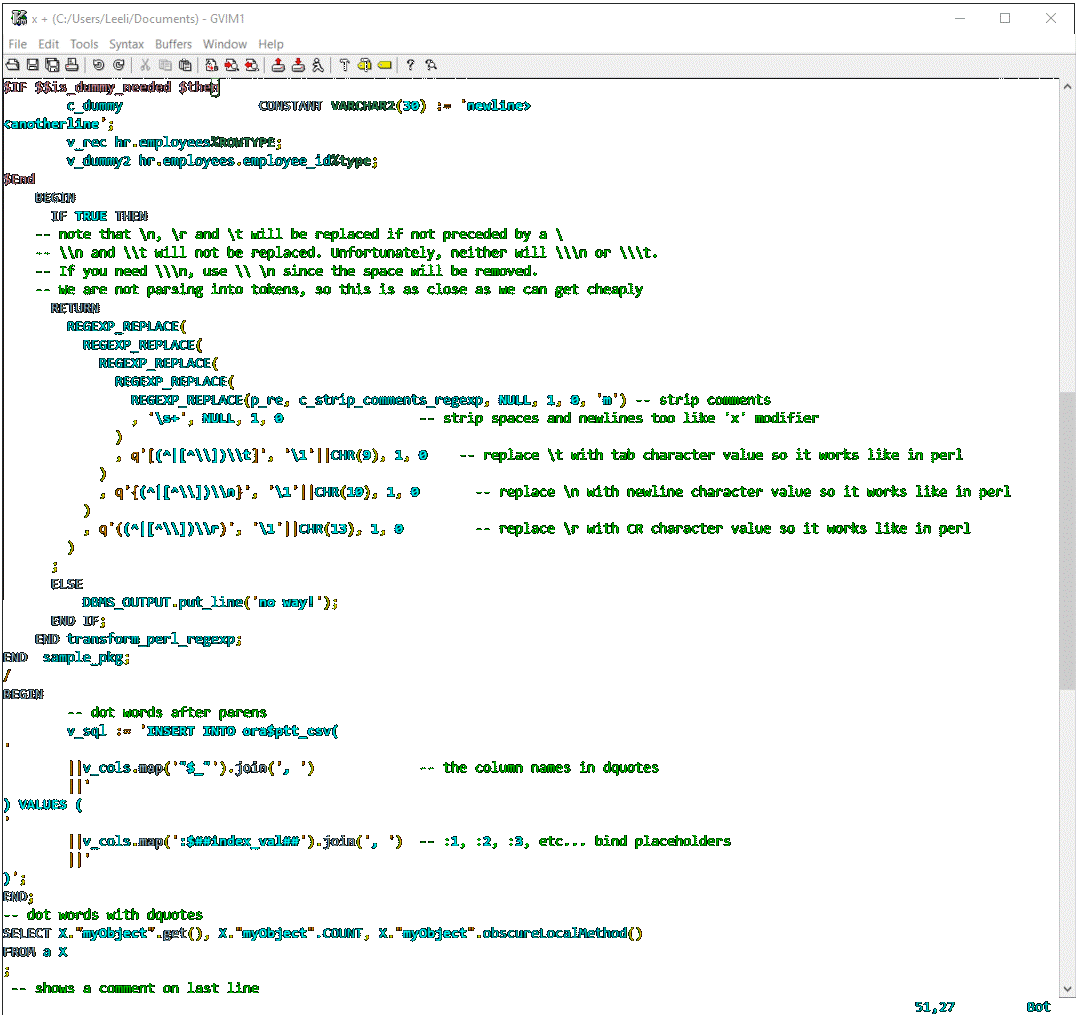 x + (C:/Users/Leeli/Documents) - GVIM1
File Edit Tools Syntax Buffers Window Help
$IF $$is_dummy_needed $then
        c_dummy                 CONSTANT VARCHAR2(30) := 'newline>
<anotherline';
        v_rec hr.employees%ROWTYPE;
        v_dummy2 hr.employees.employee_id%type;
$End
    BEGIN
      IF TRUE THEN
    -- note that \n, \r and \t will be replaced if not preceded by a \
    -- \\n and \\t will not be replaced. Unfortunately, neither will \\\n or \\\t.
    -- If you need \\\n, use \\ \n since the space will be removed.
    -- We are not parsing into tokens, so this is as close as we can get cheaply
      RETURN
        REGEXP_REPLACE(
          REGEXP_REPLACE(
            REGEXP_REPLACE(
              REGEXP_REPLACE(
                REGEXP_REPLACE(p_re, c_strip_comments_regexp, NULL, 1, 0, 'm') -- strip comments
                , '\s+', NULL, 1, 0                 -- strip spaces and newlines too like 'x' modifier
              )
              , q'[(^|[^\\])\\t]', '\1'||CHR(9), 1, 0    -- replace \t with tab character value so it works like in perl
            )
            , q'{(^|[^\\])\\n}', '\1'||CHR(10), 1, 0       -- replace \n with newline character value so it works like in perl
          )
          , q'((^|[^\\])\\r)', '\1'||CHR(13), 1, 0         -- replace \r with CR character value so it works like in perl
        )
      ;
      ELSE
          DBMS_OUTPUT.put_line('no way!');
      END IF;
    END transform_perl_regexp;
END  sample_pkg;
/
BEGIN
        -- dot words after parens
        v_sql := 'INSERT INTO ora$ptt_csv(
'
        ||v_cols.map('"$_"').join(', ')             -- the column names in dquotes
        ||'
) VALUES (
'
        ||v_cols.map(':$##index_val##').join(', ')  -- :1, :2, :3, etc... bind placeholders
        ||'
)';
END;
-- dot words with dquotes
SELECT X."myObject".get(), X."myObject".COUNT, X."myObject".obscureLocalMethod()
FROM a X
;
 -- shows a comment on last line
51,27 Bot